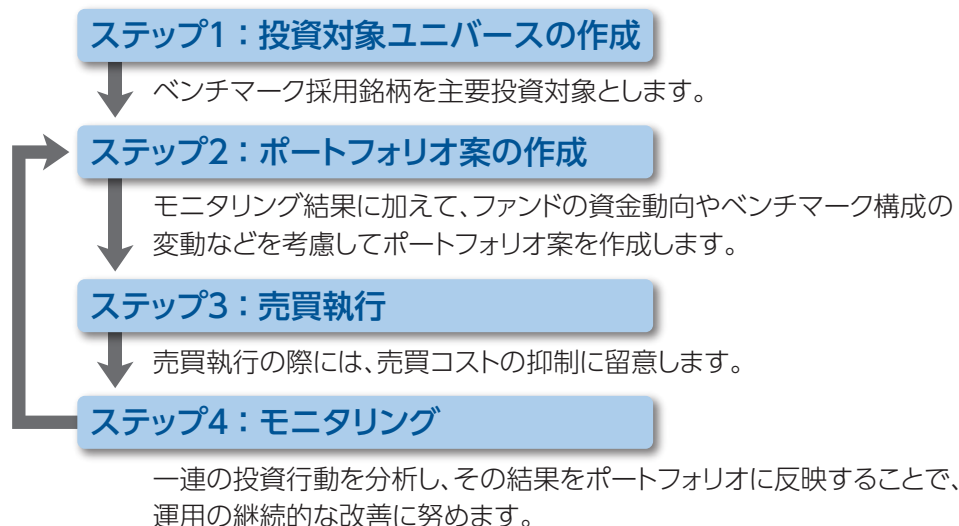 ステップ1：投資対象ユニバースの作成
ベンチマーク採用銘柄を主要投資対象とします。
ステップ2：ポートフォリオ案の作成
モニタリング結果に加えて、ファンドの資金動向やベンチマーク構成の
変動などを考慮してポートフォリオ案を作成します。
ステップ3：売買執行
売買執行の際には、売買コストの抑制に留意します。
ステップ4：モニタリング
一連の投資行動を分析し、その結果をポートフォリオに反映することで、
運用の継続的な改善に努めます。